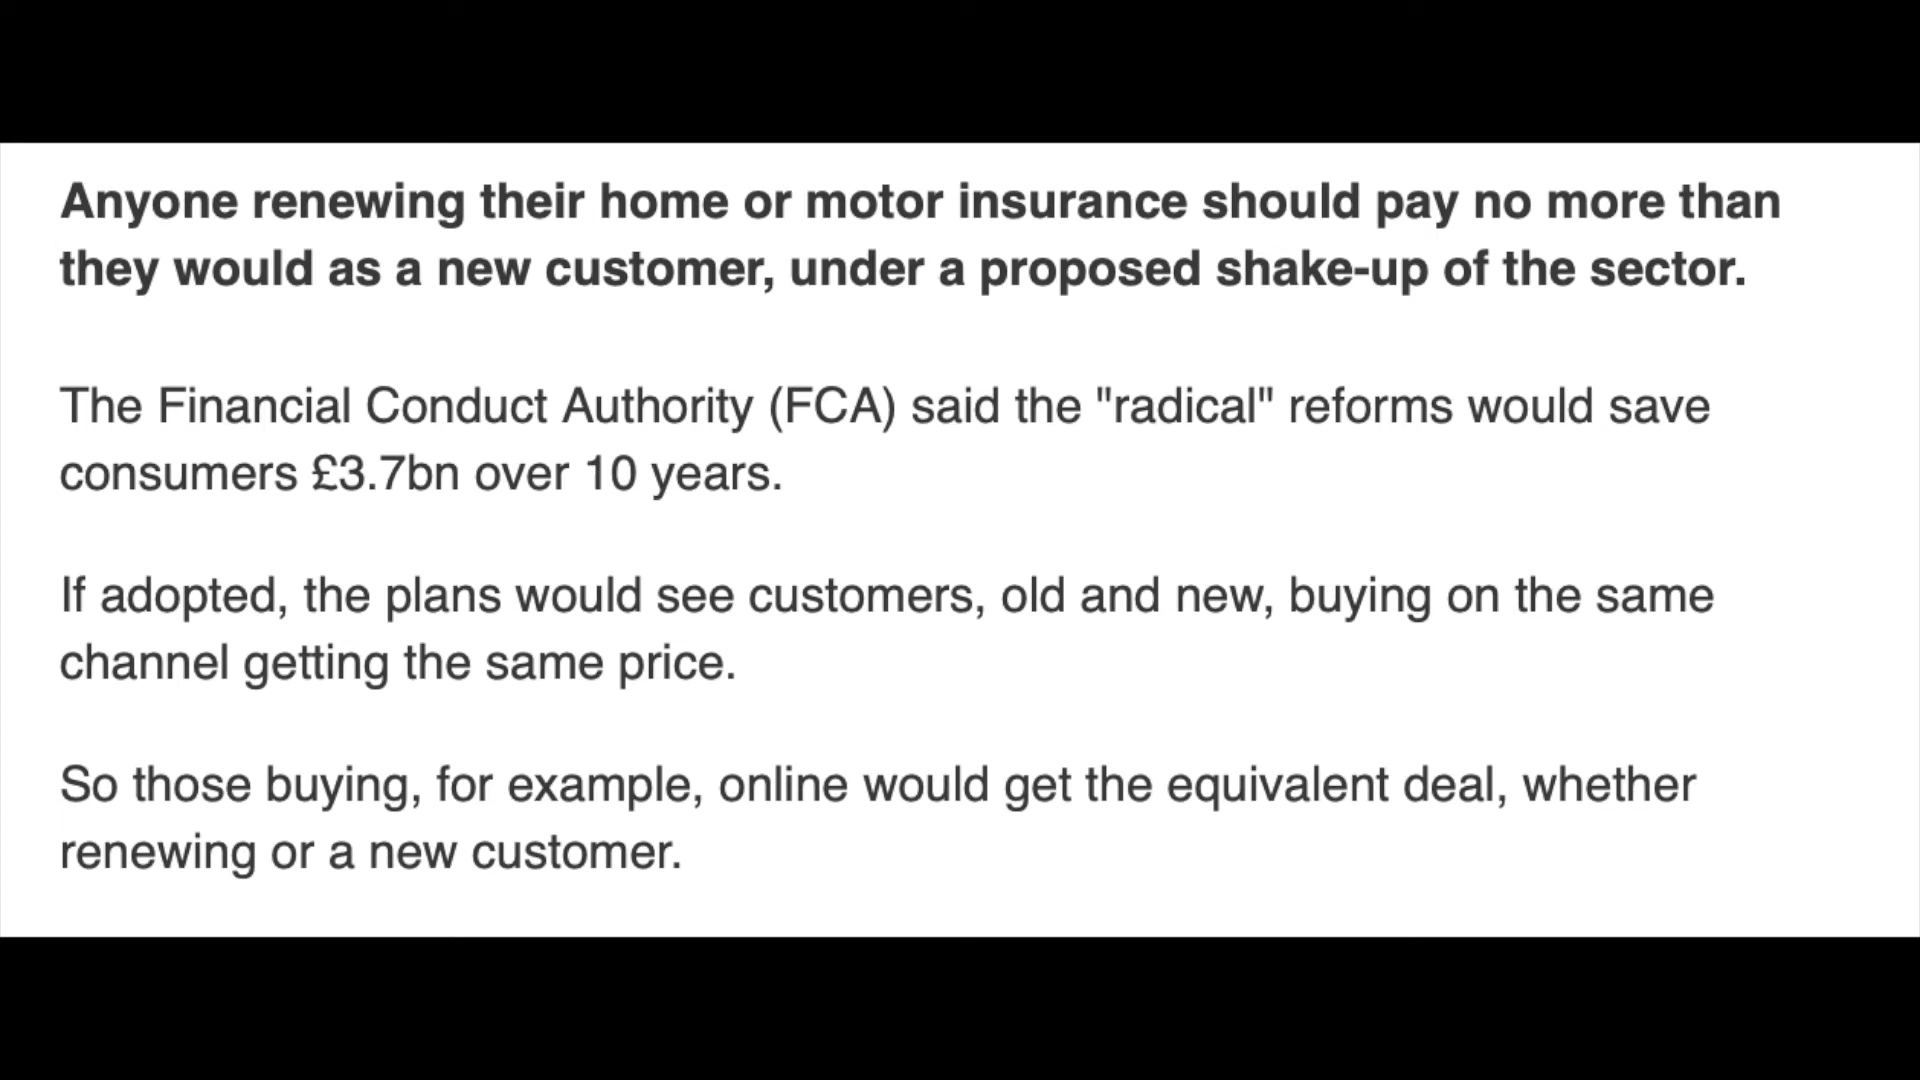 Anyone renewing their home or motor insurance should pay no more than
they would as a new customer, under a proposed shake-up of the sector.
The Financial Conduct Authority (FCA) said the "radical" reforms would save
consumers £3.7bn over 10 years.
If adopted, the plans would see customers, old and new, buying on the same
channel getting the same price.
So those buying, for example, online would get the equivalent deal, whether
renewing or a new customer.